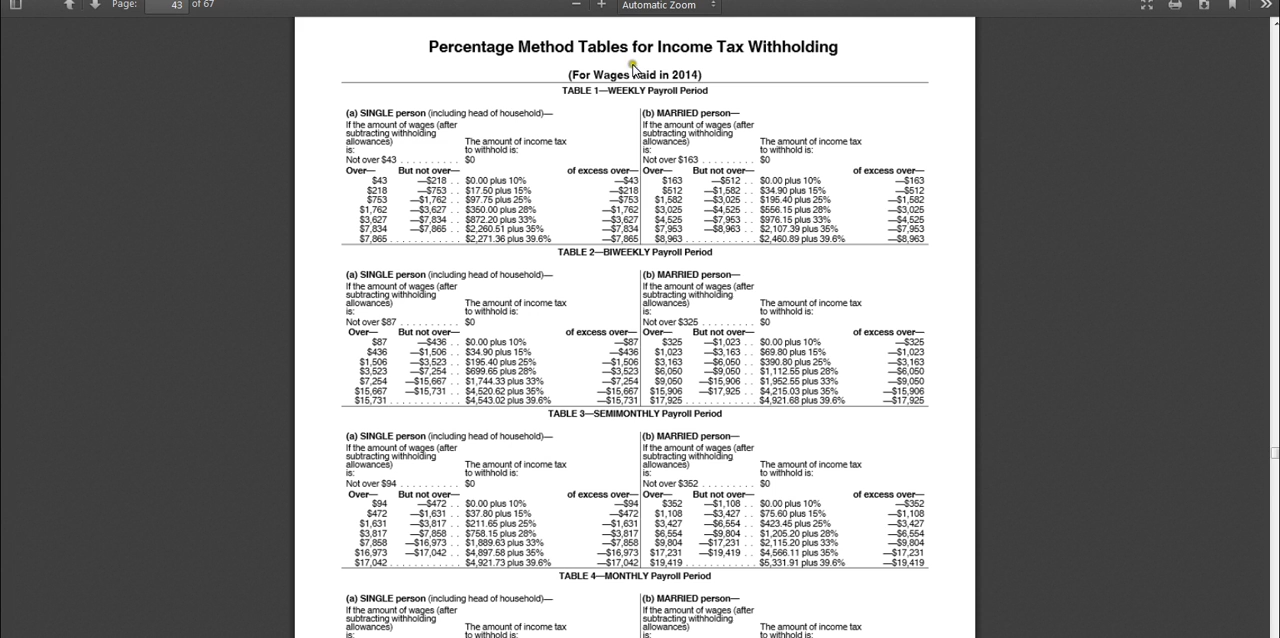 Page: 43 of 67 Automatic Zoom
Percentage Method Tables for Income Tax Withholding
(For Wages Paid in 2014)
TABLE 1—WEEKLY Payroll Period
(a) SINGLE person (including head of household)— (b) MARRIED person—
If the amount of wages (after If the amount of wages (after
subtracting withholding subtracting withholding
allowances) The amount of income tax allowances) The amount of income tax
is: to withhold is: is: to withhold is:
Not over $43 . . . . . . . . . . $0 Not over $163 . . . . . . . . . $0
Over— But not over— of excess over— Over— But not over— of excess over—
$43 —$218 . . $0.00 plus 10% —$43 $163 —$512 . . $0.00 plus 10% —$163
$218 —$753 . . $17.50 plus 15% —$218 $512 —$1,582 . . $34.90 plus 15% —$512
$753 —$1,762 . . $97.75 plus 25% —$753 $1,582 —$3,025 . . $195.40 plus 25% —$1,582
$1,762 —$3,627 . . $350.00 plus 28% —$1,762 $3,025 —$4,525 . . $556.15 plus 28% —$3,025
$3,627 —$7,834 . . $872.20 plus 33% —$3,627 $4,525 —$7,953 . . $976.15 plus 33% —$4,525
$7,834 —$7,865 . . $2,260.51 plus 35% —$7,834 $7,953 —$8,963 . . $2,107.39 plus 35% —$7,953
$7,865 . . . . . . . . . . . . $2,271.36 plus 39.6% —$7,865 $8,963 . . . . . . . . . . . . $2,460.89 plus 39.6% —$8,963
TABLE 2—BIWEEKLY Payroll Period
(a) SINGLE person (including head of household)— (b) MARRIED person—
If the amount of wages (after If the amount of wages (after
subtracting withholding subtracting withholding
allowances) The amount of income tax allowances) The amount of income tax
is: to withhold is: is: to withhold is:
Not over $87 . . . . . . . . . . $0 Not over $325 . . . . . . . . . $0
Over— But not over— of excess over— Over— But not over— of excess over—
$87 —$436 . . $0.00 plus 10% —$87 $325 —$1,023 . . $0.00 plus 10% —$325
$436 —$1,506 . . $34.90 plus 15% —$436 $1,023 —$3,163 . . $69.80 plus 15% —$1,023
$1,506 —$3,523 . . $195.40 plus 25% —$1,506 $3,163 —$6,050 . . $390.80 plus 25% —$3,163
$3,523 —$7,254 . . $699.65 plus 28% —$3,523 $6,050 —$9,050 . . $1,112.55 plus 28% —$6,050
$7,254 —$15,667 . . $1,744.33 plus 33% —$7,254 $9,050 —$15,906 . . $1,952.55 plus 33% —$9,050
$15,667 —$15,731 . . $4,520.62 plus 35% —$15,667 $15,906 —$17,925 . . $4,215.03 plus 35% —$15,906
$15,731 . . . . . . . . . . . . $4,543.02 plus 39.6% —$15,731 $17,925 . . . . . . . . . . . . $4,921.68 plus 39.6% —$17,925
TABLE 3—SEMIMONTHLY Payroll Period
(a) SINGLE person (including head of household)— (b) MARRIED person—
If the amount of wages (after If the amount of wages (after
subtracting withholding subtracting withholding
allowances) The amount of income tax allowances) The amount of income tax
is: to withhold is: is: to withhold is:
Not over $94 . . . . . . . . . . $0 Not over $352 . . . . . . . . . $0
Over— But not over— of excess over— Over— But not over— of excess over—
$94 —$472 . . $0.00 plus 10% —$94 $352 —$1,108 . . $0.00 plus 10% —$352
$472 —$1,631 . . $37.80 plus 15% —$472 $1,108 —$3,427 . . $75.60 plus 15% —$1,108
$1,631 —$3,817 . . $211.65 plus 25% —$1,631 $3,427 —$6,554 . . $423.45 plus 25% —$3,427
$3,817 —$7,858 . . $758.15 plus 28% —$3,817 $6,554 —$9,804 . . $1,205.20 plus 28% —$6,554
$7,858 —$16,973 . . $1,889.63 plus 33% —$7,858 $9,804 —$17,231 . . $2,115.20 plus 33% —$9,804
$16,973 —$17,042 . . $4,897.58 plus 35% —$16,973 $17,231 —$19,419 . . $4,566.11 plus 35% —$17,231
$17,042 . . . . . . . . . . . . $4,921.73 plus 39.6% —$17,042 $19,419 . . . . . . . . . . . . $5,331.91 plus 39.6% —$19,419
TABLE 4—MONTHLY Payroll Period
(a) SINGLE person (including head of household)— (b) MARRIED person—
If the amount of wages (after If the amount of wages (after
subtracting withholding subtracting withholding
allowances) The amount of income tax allowances) The amount of income tax
is: to withhold is: is: to withhold is: